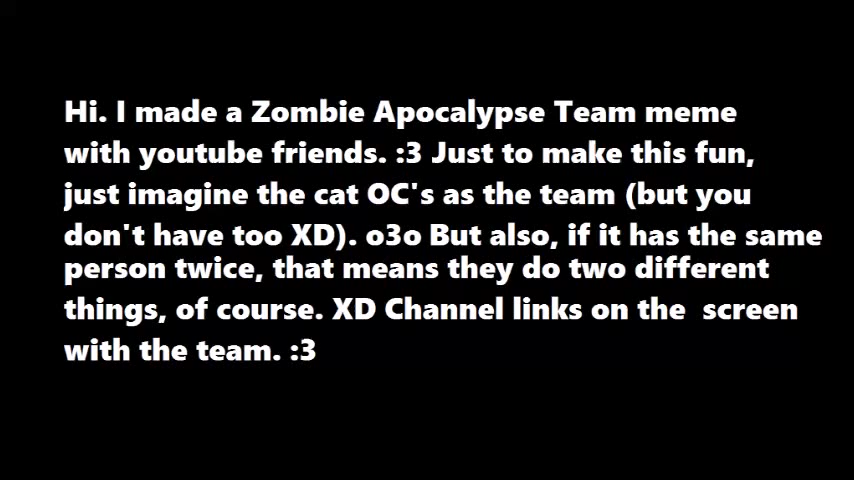 Hi. I made a Zombie Apocalypse Team meme
with youtube friends. :3 Just to make this fun,
just imagine the cat OC's as the team (but you
don't have too XD). o3o But also, if it has the same
person twice, that means they do two different
things, of course. XD Channel links on the  screen
with the team. :3